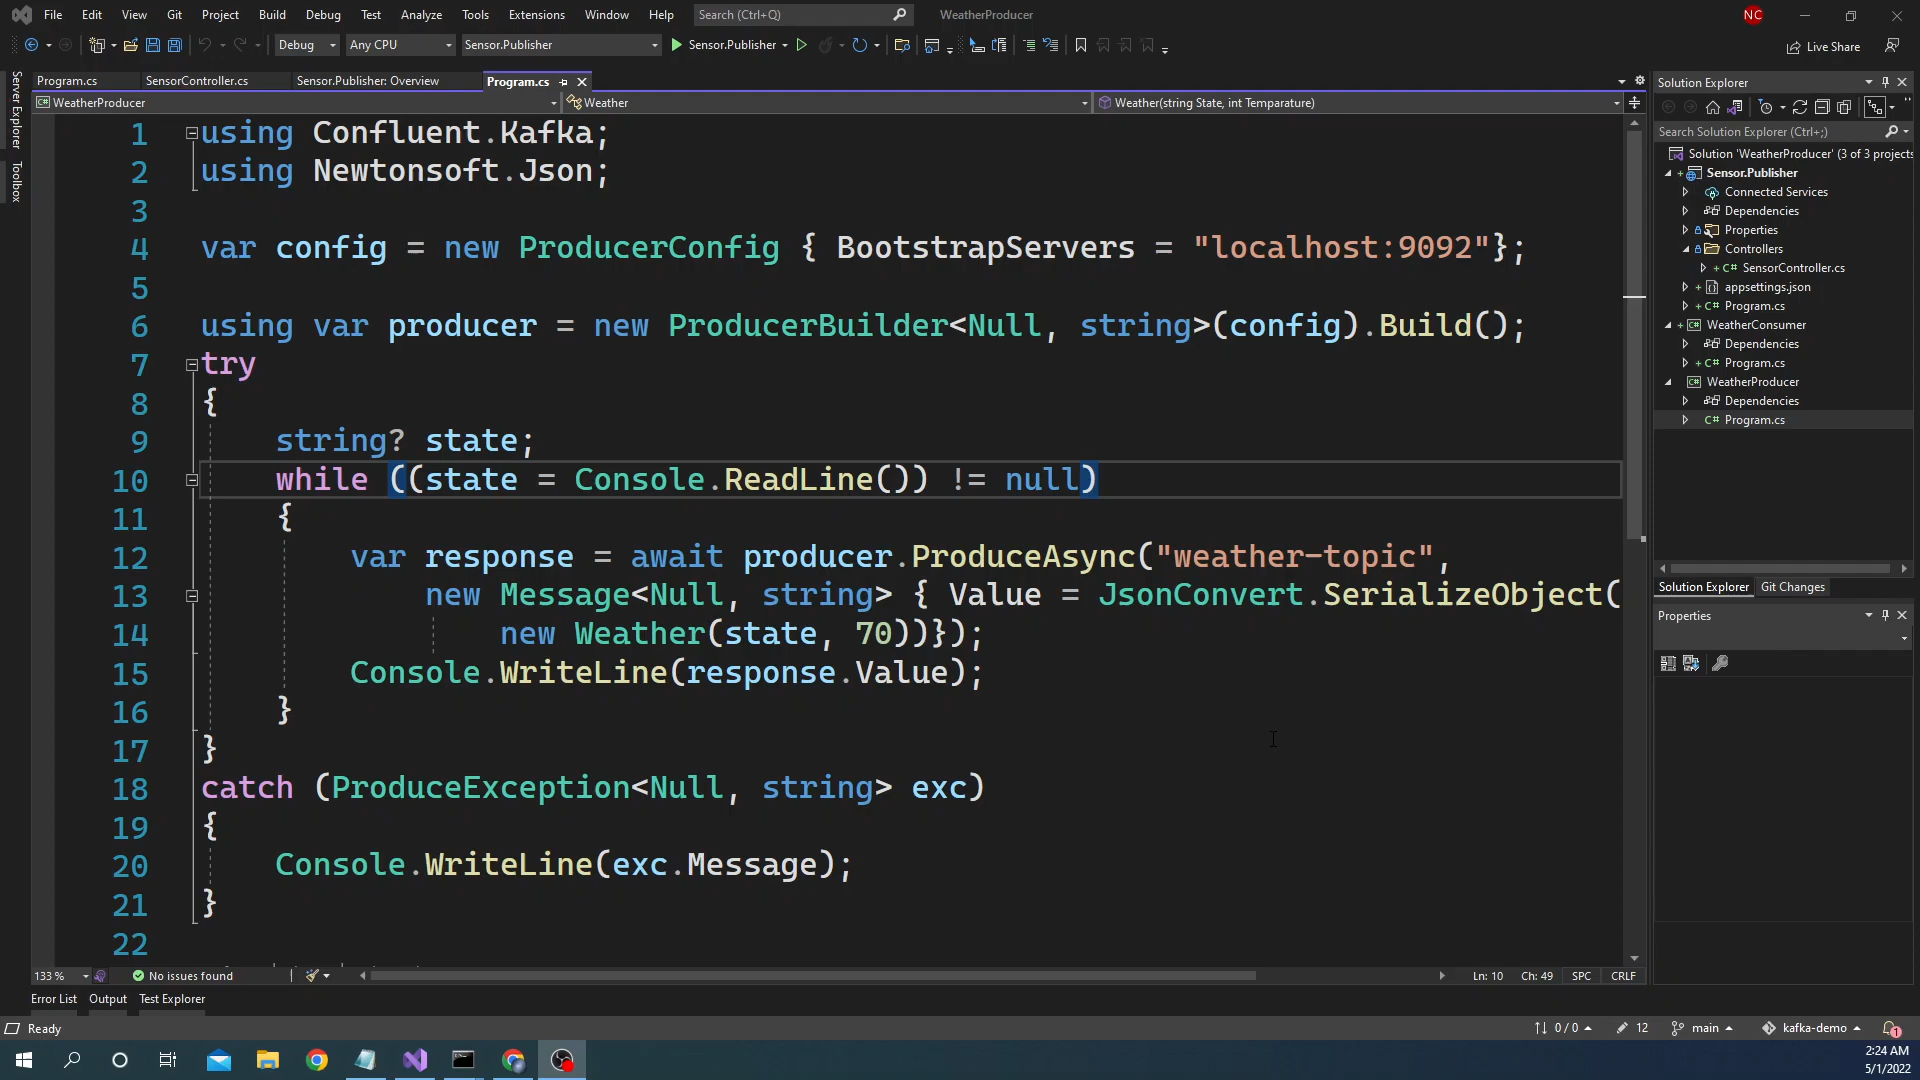 File Edit View Git Project Build Debug Test Analyze Tools Extensions Window Help Search (Ctrl+Q) WeatherProducer NC
Debug Any CPU Sensor.Publisher Sensor.Publisher Live Share
Server Explorer
Toolbox
Program.cs SensorController.cs Sensor.Publisher: Overview Program.cs
WeatherProducer Weather Weather(string State, int Temparature)
1 using Confluent.Kafka;
2 using Newtonsoft.Json;
3
4 var config = new ProducerConfig { BootstrapServers = "localhost:9092"};
5
6 using var producer = new ProducerBuilder<Null, string>(config).Build();
7 try
8 {
9 string? state;
10 while ((state = Console.ReadLine()) != null)
11 {
12 var response = await producer.ProduceAsync("weather-topic",
13 new Message<Null, string> { Value = JsonConvert.SerializeObject(
14 new Weather(state, 70))});
15 Console.WriteLine(response.Value);
16 }
17 }
18 catch (ProduceException<Null, string> exc)
19 {
20 Console.WriteLine(exc.Message);
21 }
22
133 % No issues found Ln: 10 Ch: 49 SPC CRLF
Error List Output Test Explorer
Solution Explorer
Search Solution Explorer (Ctrl+;)
Solution 'WeatherProducer' (3 of 3 projects
Sensor.Publisher
Connected Services
Dependencies
Properties
Controllers
C# SensorController.cs
appsettings.json
C# Program.cs
WeatherConsumer
Dependencies
C# Program.cs
WeatherProducer
Dependencies
C# Program.cs
Solution Explorer Git Changes
Properties
Ready 0 / 0 12 main kafka-demo 1
2:24 AM
5/1/2022